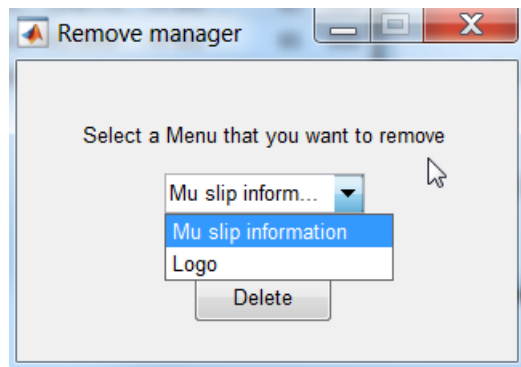 Remove manager
Select a Menu that you want to remove
Mu slip inform...
Mu slip information
Logo
Delete